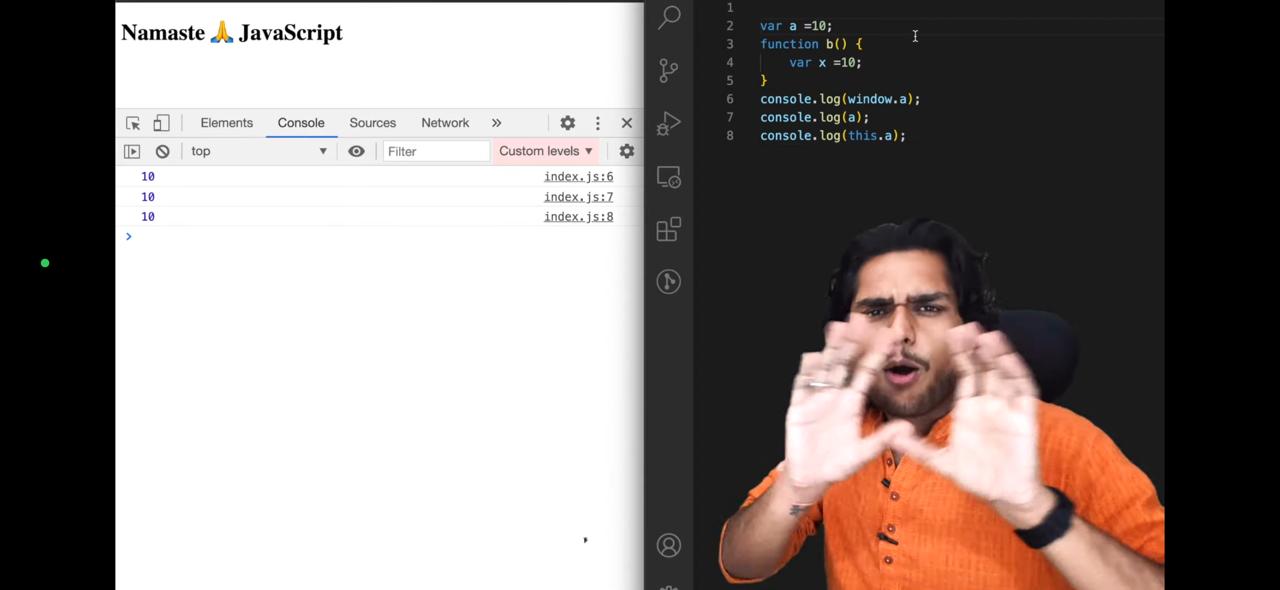 Namaste 🙏 JavaScript
Elements Console Sources Network »
top Filter Custom levels
10 index.js:6
10 index.js:7
10 index.js:8
>
1
2 var a =10;
3 function b() {
4 var x =10;
5 }
6 console.log(window.a);
7 console.log(a);
8 console.log(this.a);